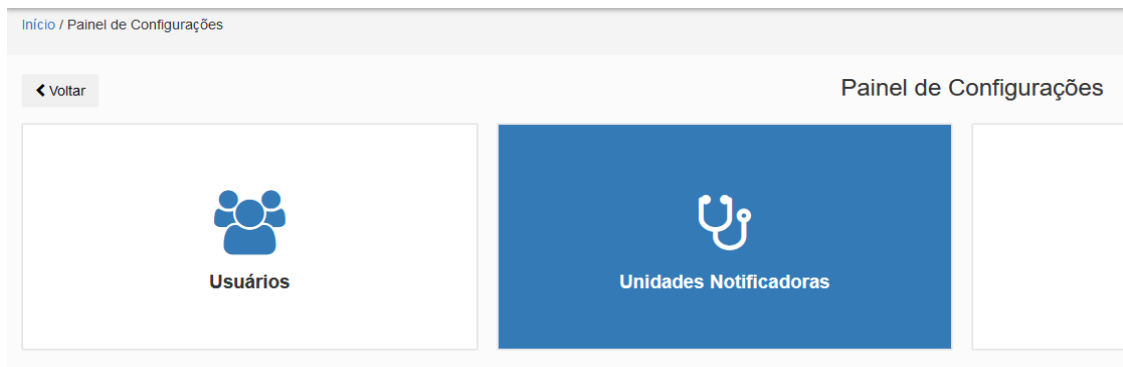 Início / Painel de Configurações
Voltar
Painel de Configurações
Usuários
Unidades Notificadoras